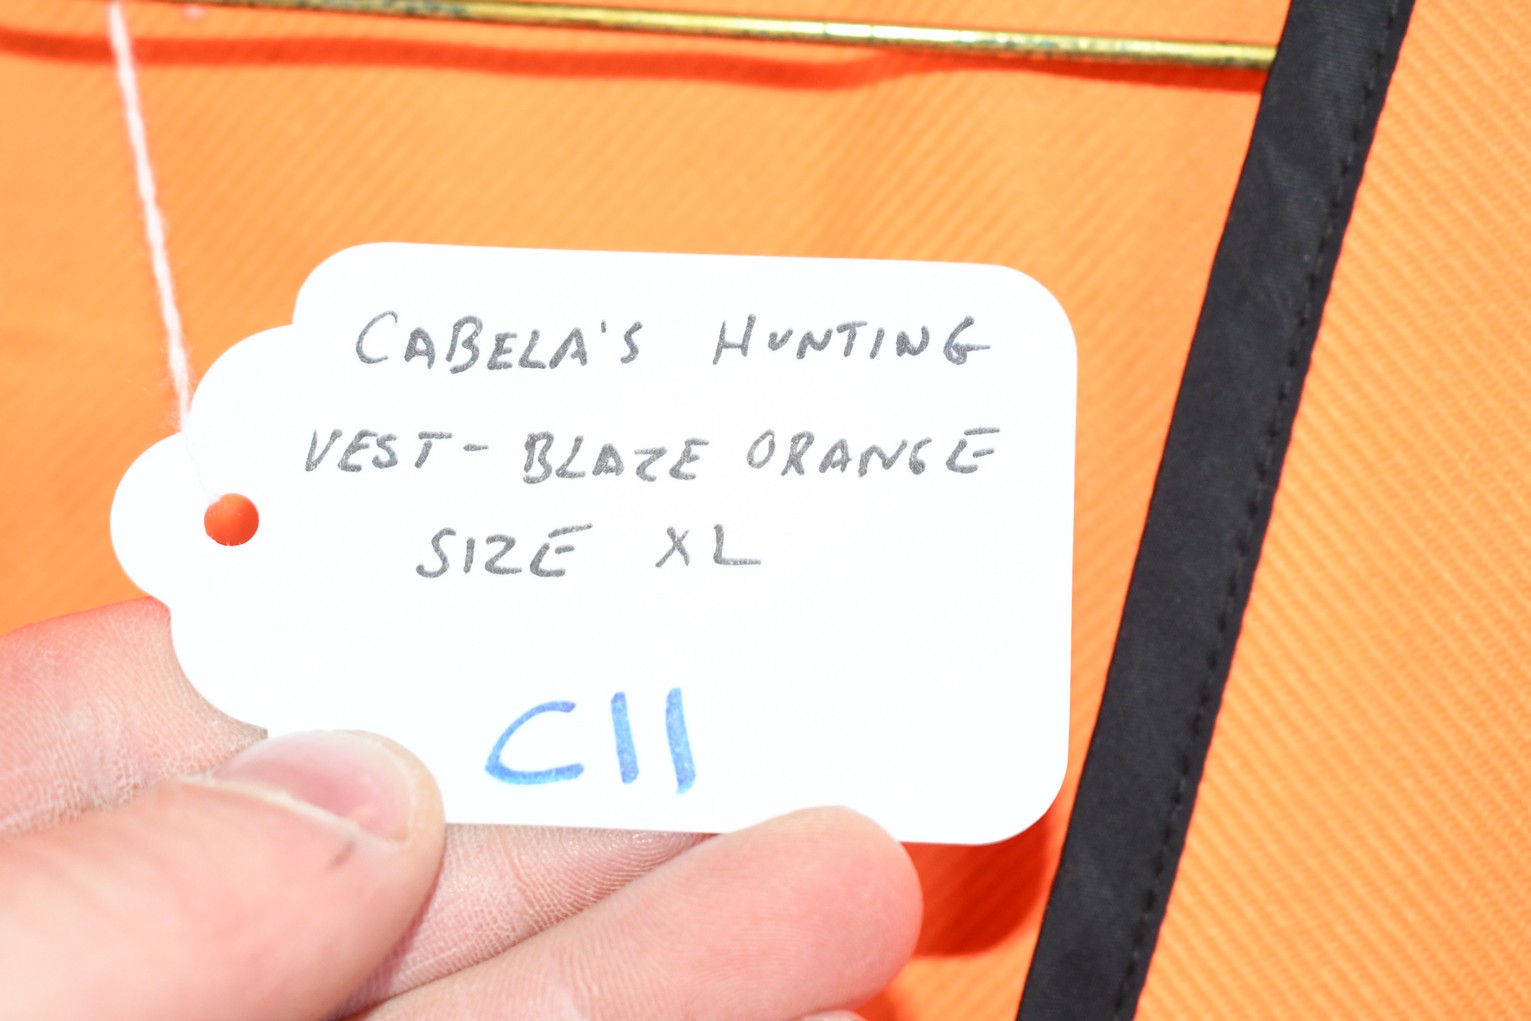 CABELA'S HUNTING
VEST - BLAZE ORANGE
SIZE XL
C11